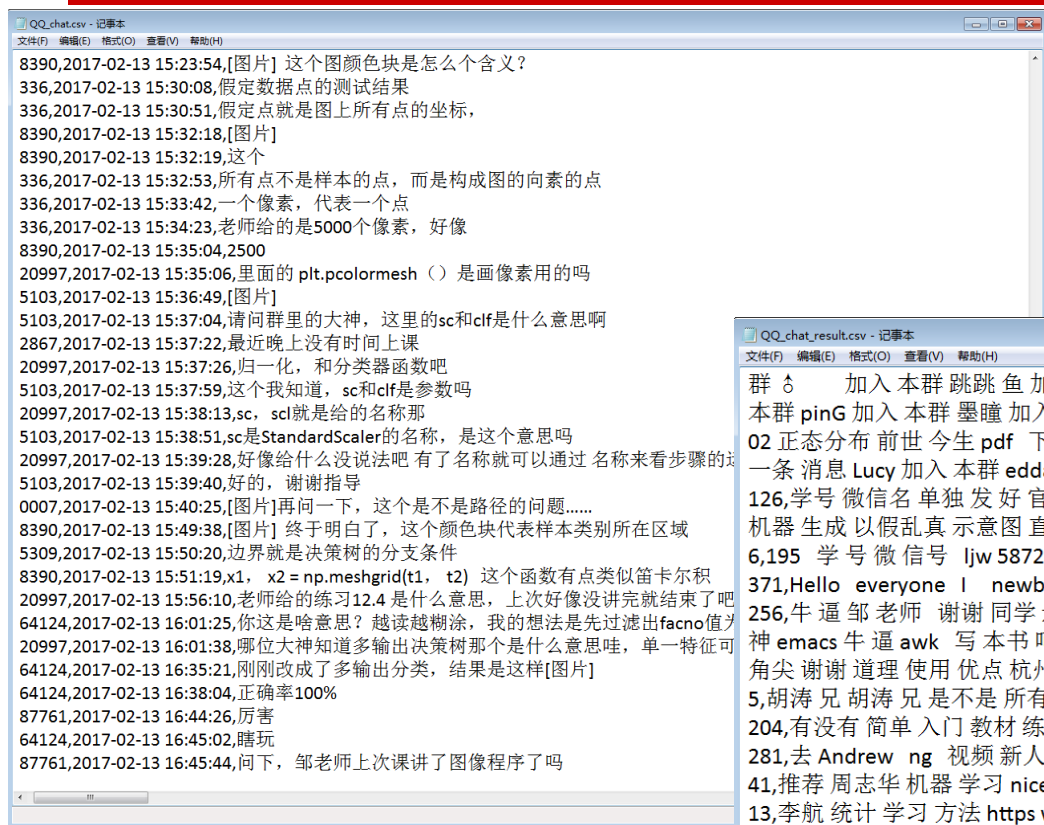 QQ_chat.csv - 记事本
文件(F) 编辑(E) 格式(O) 查看(V) 帮助(H)
8390,2017-02-13 15:23:54,[图片] 这个图颜色块是怎么个含义？
336,2017-02-13 15:30:08,假定数据点的测试结果
336,2017-02-13 15:30:51,假定点就是图上所有点的坐标，
8390,2017-02-13 15:32:18,[图片]
8390,2017-02-13 15:32:19,这个
336,2017-02-13 15:32:53,所有点不是样本的点，而是构成图的向素的点
336,2017-02-13 15:33:42,一个像素，代表一个点
336,2017-02-13 15:34:23,老师给的是5000个像素，好像
8390,2017-02-13 15:35:04,2500
20997,2017-02-13 15:35:06,里面的 plt.pcolormesh（）是画像素用的吗
5103,2017-02-13 15:36:49,[图片]
5103,2017-02-13 15:37:04,请问群里的大神，这里的sc和clf是什么意思啊
2867,2017-02-13 15:37:22,最近晚上没有时间上课
20997,2017-02-13 15:37:26,归一化，和分类器函数吧
5103,2017-02-13 15:37:59,这个我知道，sc和clf是参数吗
20997,2017-02-13 15:38:13,sc，scl就是给的名称那
5103,2017-02-13 15:38:51,sc是StandardScaler的名称，是这个意思吗
20997,2017-02-13 15:39:28,好像给什么没说法吧 有了名称就可以通过 名称来看步骤的
5103,2017-02-13 15:39:40,好的，谢谢指导
0007,2017-02-13 15:40:25,[图片]再问一下，这个是不是路径的问题......
8390,2017-02-13 15:49:38,[图片] 终于明白了，这个颜色块代表样本类别所在区域
5309,2017-02-13 15:50:20,边界就是决策树的分支条件
8390,2017-02-13 15:51:19,x1， x2 = np.meshgrid(t1， t2) 这个函数有点类似笛卡尔积
20997,2017-02-13 15:56:10,老师给的练习12.4 是什么意思，上次好像没讲完就结束了吧
64124,2017-02-13 16:01:25,你这是啥意思？越读越糊涂，我的想法是先过滤出facno值为
20997,2017-02-13 16:01:38,哪位大神知道多输出决策树那个是什么意思哇，单一特征可
64124,2017-02-13 16:35:21,刚刚改成了多输出分类，结果是这样[图片]
64124,2017-02-13 16:38:04,正确率100%
87761,2017-02-13 16:44:26,厉害
64124,2017-02-13 16:45:02,瞎玩
87761,2017-02-13 16:45:44,问下，邹老师上次课讲了图像程序了吗
QQ_chat_result.csv - 记事本
文件(F) 编辑(E) 格式(O) 查看(V) 帮助(H)
群 ♂ 加入 本群 跳跳 鱼 加
本群 pinG 加入 本群 墨瞳 加入
02 正态分布 前世 今生 pdf 下
一条 消息 Lucy 加入 本群 edd
126,学号 微信名 单独 发 好 官
机器 生成 以假乱真 示意图 直
6,195 学 号 微 信号 ljw 5872
371,Hello everyone I newb
256,牛 逼 邹 老师 谢谢 同学
神 emacs 牛 逼 awk 写 本书 吧
角尖 谢谢 道理 使用 优点 杭州
5,胡涛 兄 胡涛 兄 是不是 所有
204,有没有 简单 入门 教材 练
281,去 Andrew ng 视频 新人
41,推荐 周志华 机器 学习 nice
13,李航 统计 学习 方法 https